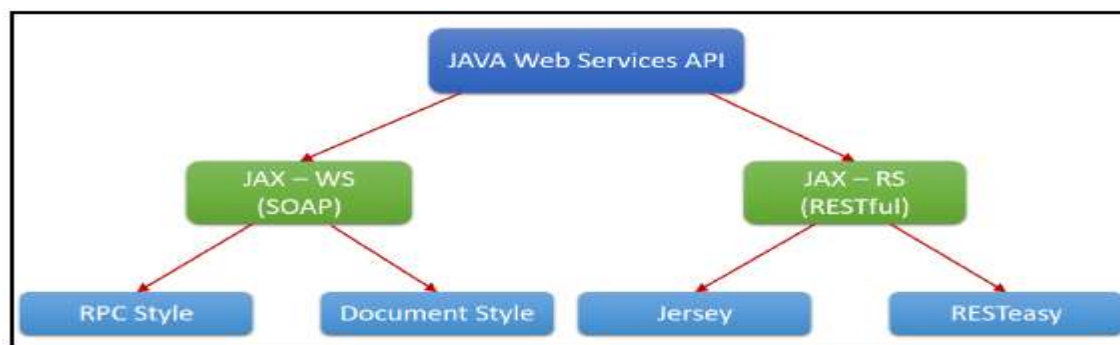 JAVA Web Services API
JAX – WS
(SOAP)
JAX – RS
(RESTful)
RPC Style
Document Style
Jersey
RESTeasy